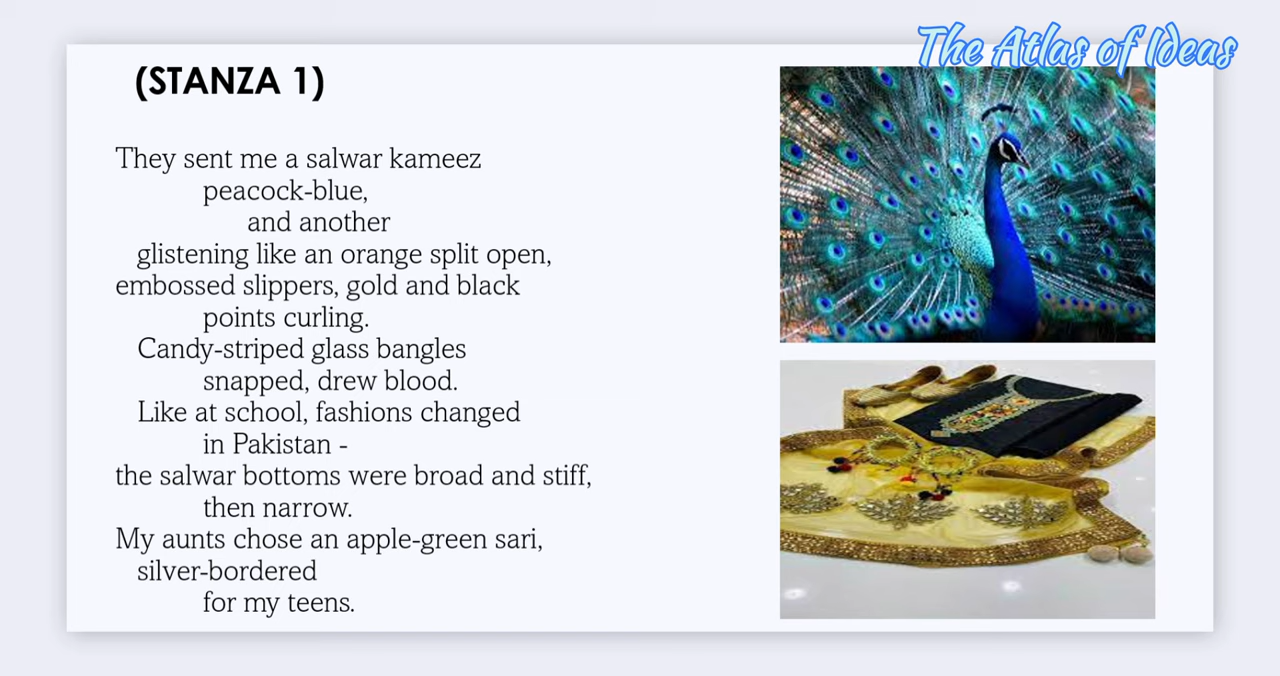 The Atlas of Ideas
(STANZA 1)
They sent me a salwar kameez
peacock-blue,
and another
glistening like an orange split open,
embossed slippers, gold and black
points curling.
Candy-striped glass bangles
snapped, drew blood.
Like at school, fashions changed
in Pakistan -
the salwar bottoms were broad and stiff,
then narrow.
My aunts chose an apple-green sari,
silver-bordered
for my teens.